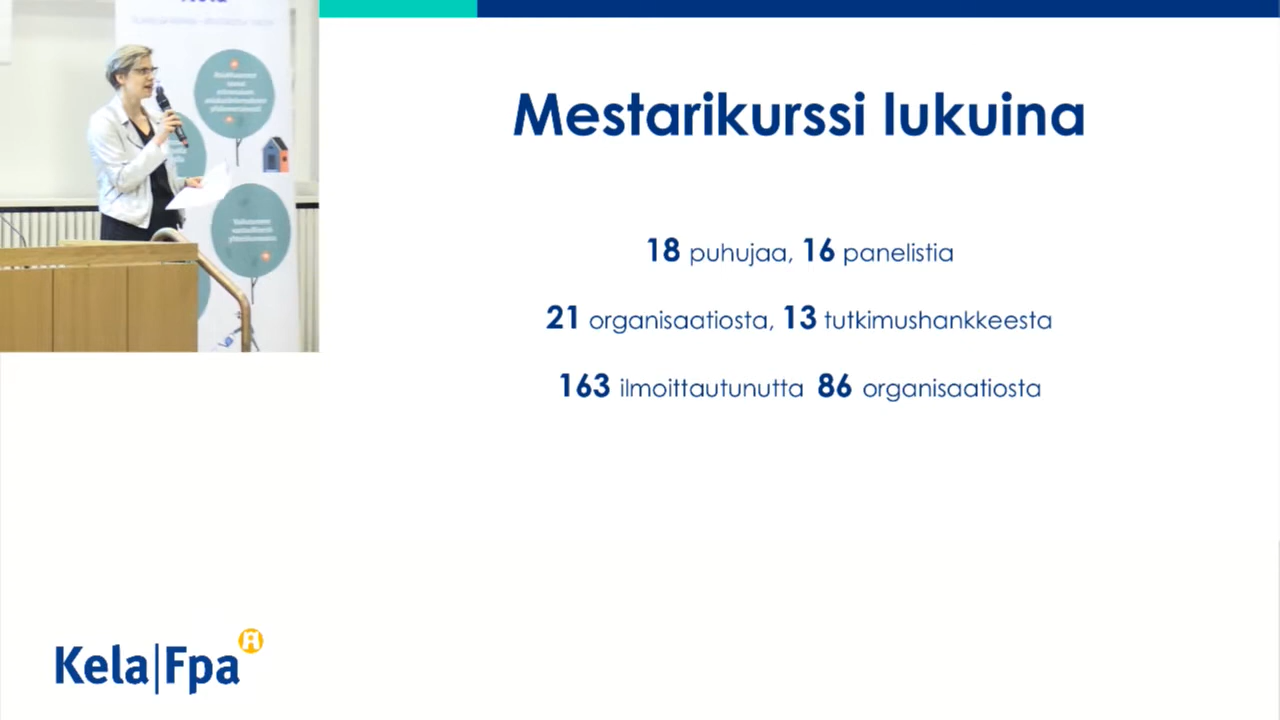 Mestarikurssi lukuina
18 puhujaa, 16 panelistia
21 organisaatiosta, 13 tutkimushankkeesta
163 ilmoittautunutta 86 organisaatiosta
Kela|Fpa